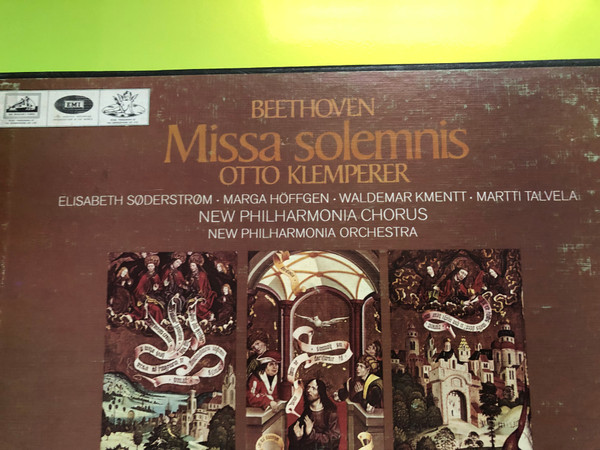 EMI
BEETHOVEN
Missa solemnis
OTTO KLEMPERER
ELISABETH SØDERSTRØM · MARGA HÖFFGEN · WALDEMAR KMENTT · MARTTI TALVELA
NEW PHILHARMONIA CHORUS
NEW PHILHARMONIA ORCHESTRA